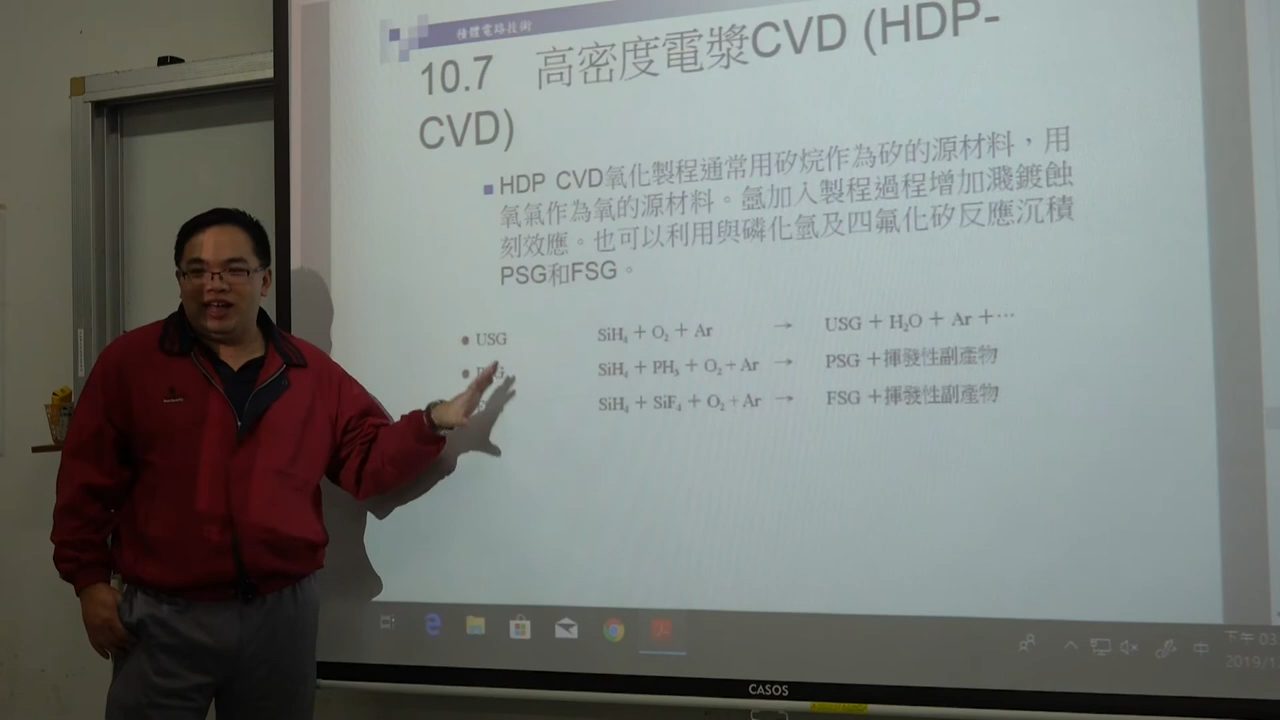 積體電路技術
10.7 高密度電漿CVD (HDP-
CVD)
HDP CVD氧化製程通常用矽烷作為矽的源材料，用
氧氣作為氧的源材料。氬加入製程過程增加濺鍍蝕
刻效應。也可以利用與磷化氫及四氟化矽反應沉積
PSG和FSG。
USG SiH₄ + O₂ + Ar → USG + H₂O + Ar +⋯
SiH₄ + PH₃ + O₂ + Ar → PSG +揮發性副產物
SiH₄ + SiF₄ + O₂ + Ar → FSG +揮發性副產物
中
下午 03
2019/1
CASOS